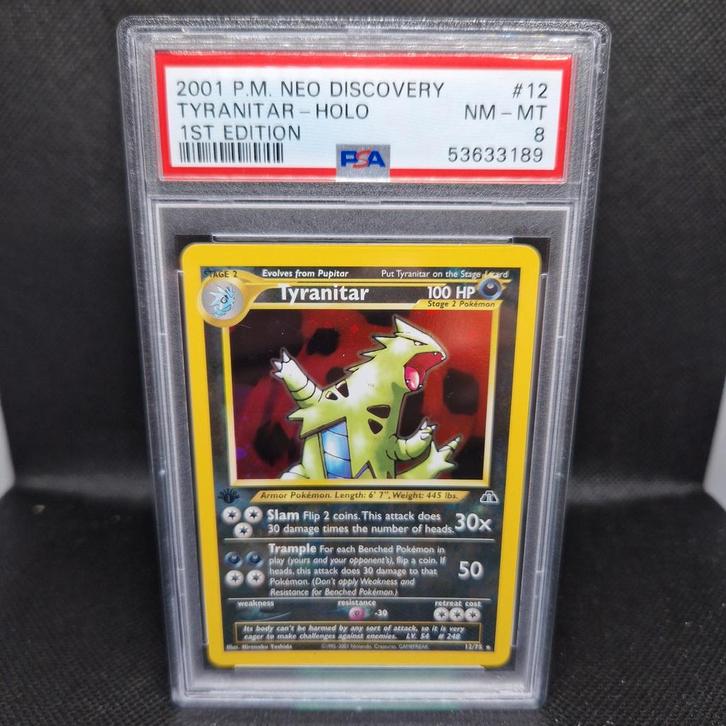 2001 P.M. NEO DISCOVERY #12
TYRANITAR - HOLO NM - MT
1ST EDITION 8
PSA 53633189
STAGE 2 Evolves from Pupitar Put Tyranitar on the Stage 1 card
Tyranitar 100 HP
Stage 2 Pokémon
Armor Pokémon. Length: 6' 7", Weight: 445 lbs.
Slam Flip 2 coins. This attack does
30 damage times the number of heads. 30x
Trample For each Benched Pokémon in
play (yours and your opponent's), flip a coin. If
heads, this attack does 30 damage to that
Pokémon. (Don't apply Weakness and
Resistance for Benched Pokémon.) 50
weakness resistance retreat cost
-30
Its body can't be harmed by any sort of attack, so it is very
eager to make challenges against enemies. LV. 54 # 248
Illus. Hironobu Yoshida ©1995, 2001 Nintendo, Creatures, GAMEFREAK. 12/75